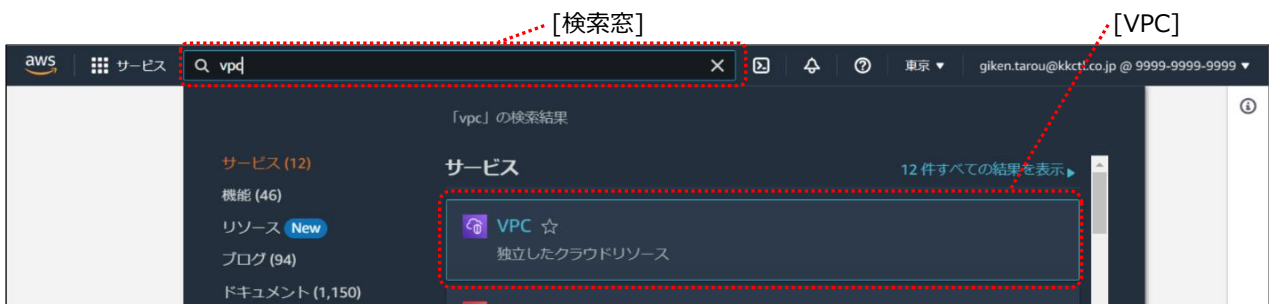 [検索窓]
[VPC]
aws
サービス
vpc
東京 ▼
giken.tarou@kkctl.co.jp @ 9999-9999-9999 ▼
「vpc」の検索結果
サービス (12)
サービス
12 件すべての結果を表示 ▶
機能 (46)
リソース New
VPC ☆
独立したクラウドリソース
ブログ (94)
ドキュメント (1,150)